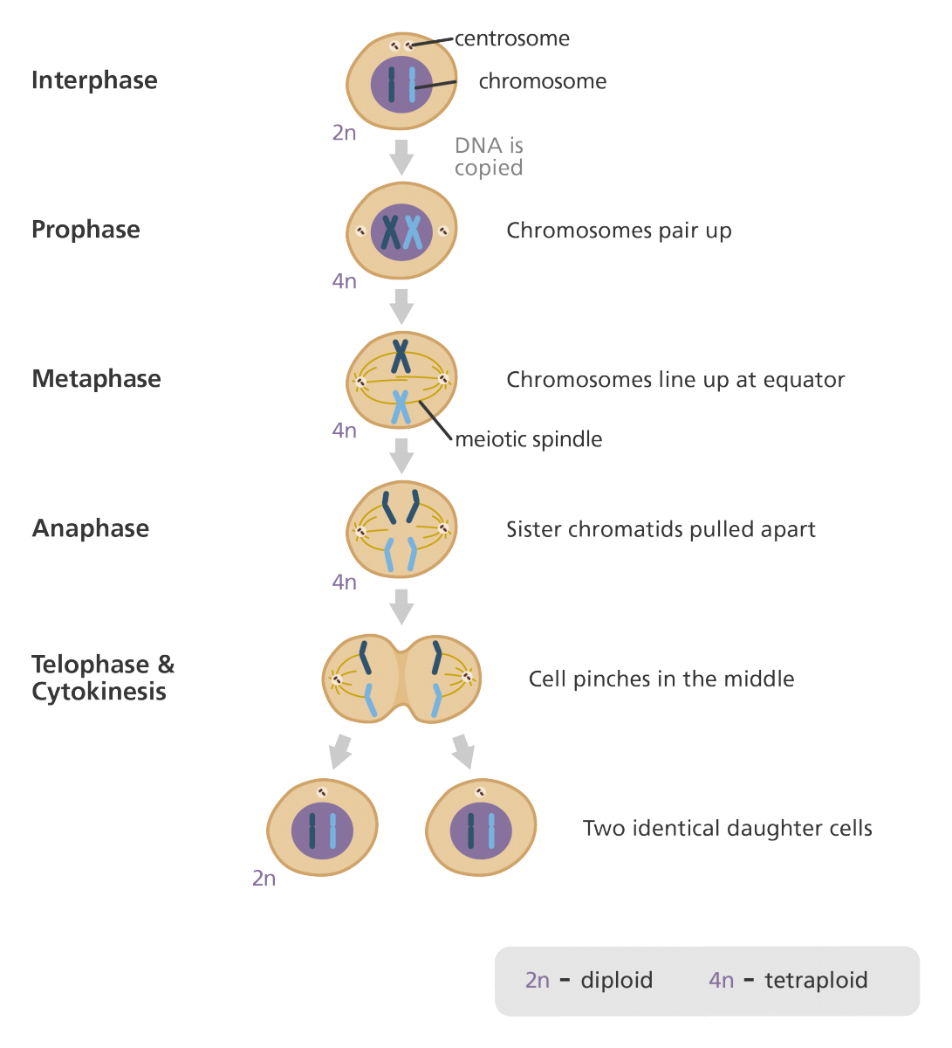 centrosome
Interphase
chromosome
2n
DNA is
copied
Prophase
Chromosomes pair up
4n
Metaphase
Chromosomes line up at equator
4n
meiotic spindle
Anaphase
Sister chromatids pulled apart
4n
Telophase &
Cytokinesis
Cell pinches in the middle
Two identical daughter cells
2n
2n - diploid 4n - tetraploid